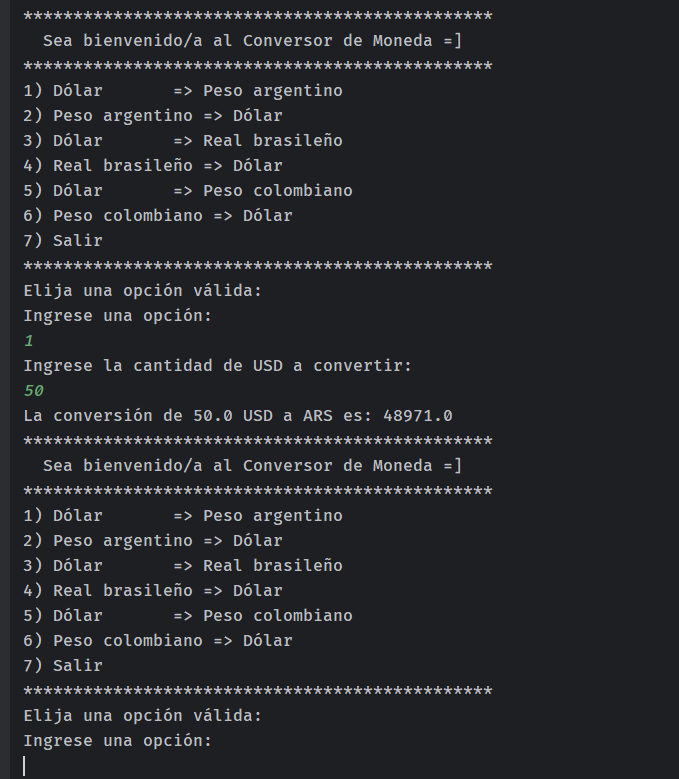 ***********************************************
  Sea bienvenido/a al Conversor de Moneda =]
***********************************************
1) Dólar       => Peso argentino
2) Peso argentino => Dólar
3) Dólar       => Real brasileño
4) Real brasileño => Dólar
5) Dólar       => Peso colombiano
6) Peso colombiano => Dólar
7) Salir
***********************************************
Elija una opción válida:
Ingrese una opción:
1
Ingrese la cantidad de USD a convertir:
50
La conversión de 50.0 USD a ARS es: 48971.0
***********************************************
  Sea bienvenido/a al Conversor de Moneda =]
***********************************************
1) Dólar       => Peso argentino
2) Peso argentino => Dólar
3) Dólar       => Real brasileño
4) Real brasileño => Dólar
5) Dólar       => Peso colombiano
6) Peso colombiano => Dólar
7) Salir
***********************************************
Elija una opción válida:
Ingrese una opción: